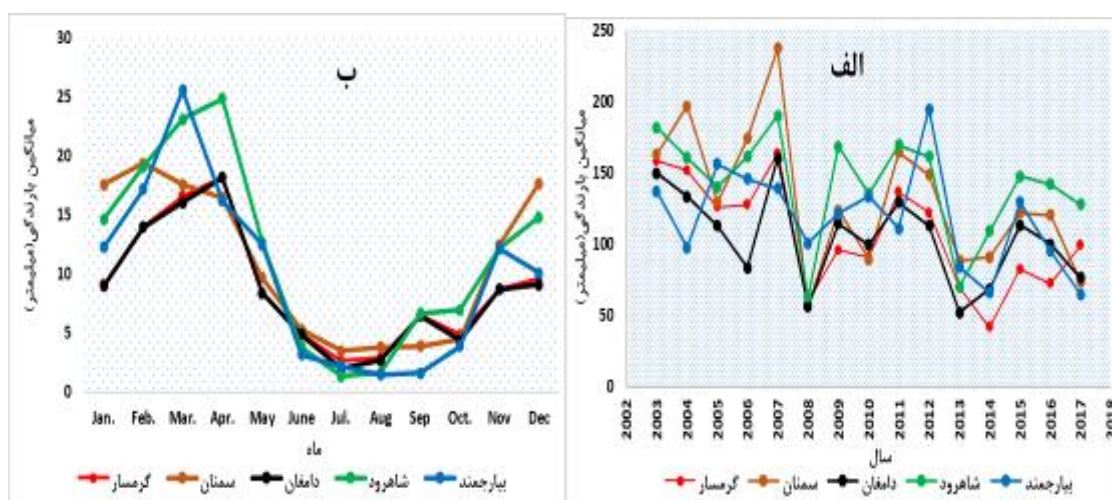 ب
میانگین بارندگی(میلیمتر)
30
25
20
15
10
5
0
Jan. Feb. Mar. Apr. May June Jul. Aug Sep Oct. Nov Dec
ماه
گرمسار سمنان دامغان شاهرود بیارجمند
الف
میانگین بارندگی(میلیمتر)
250
200
150
100
50
0
2002 2003 2004 2005 2006 2007 2008 2009 2010 2011 2012 2013 2014 2015 2016 2017 2018
سال
گرمسار سمنان دامغان شاهرود بیارجمند